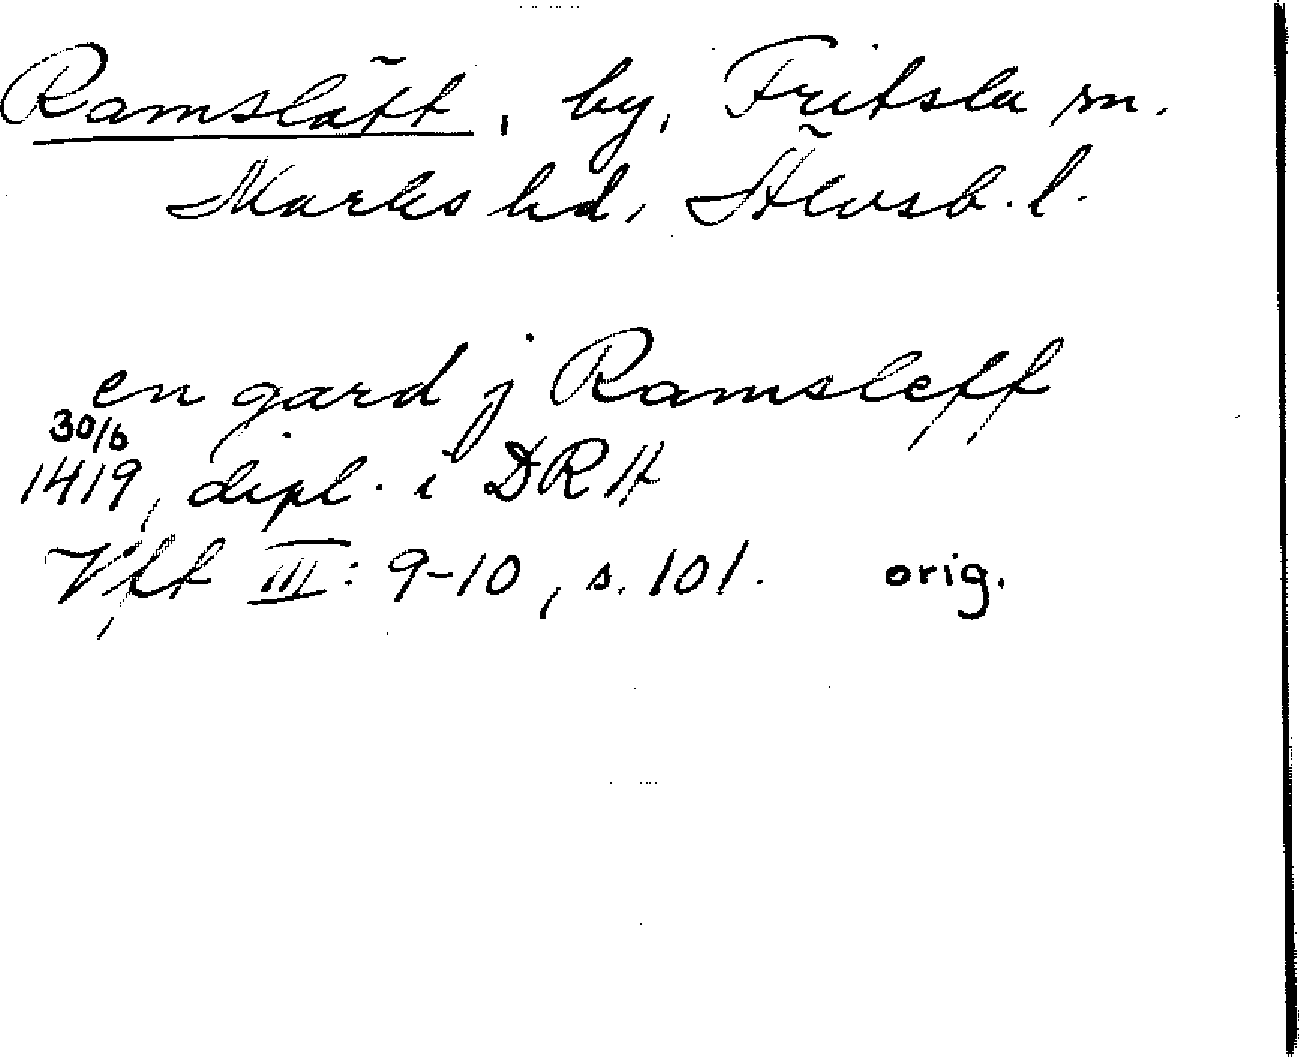 Ramslätt, by, Fritsla sn.
Marks hd, Älvsb. l.
en gard j Ramsleff
30/6
1419, dipl. i DRA
Vff III: 9-10, s. 101. orig.